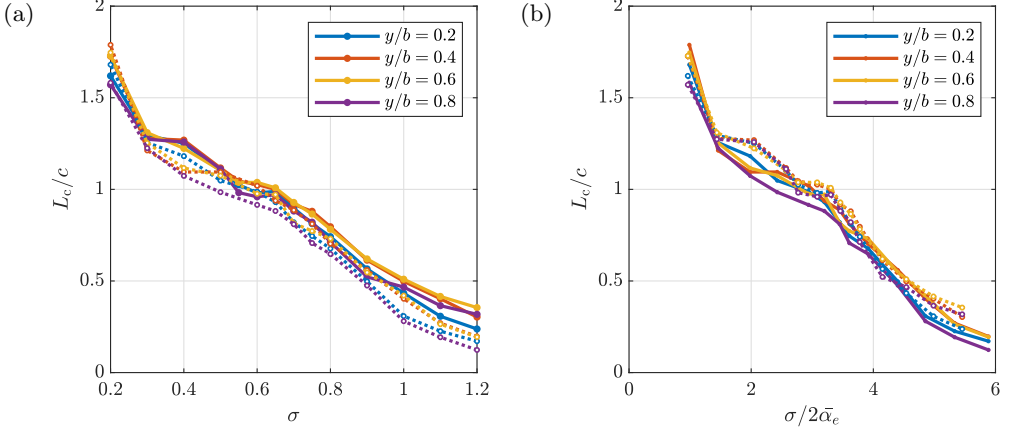 (a)
2
1.5
1
0.5
0
L_c/c
0.2 0.4 0.6 0.8 1 1.2
σ
y/b = 0.2
y/b = 0.4
y/b = 0.6
y/b = 0.8
(b)
2
1.5
1
0.5
0
L_c/c
0 2 4 6
σ/2ᾱ_e
y/b = 0.2
y/b = 0.4
y/b = 0.6
y/b = 0.8